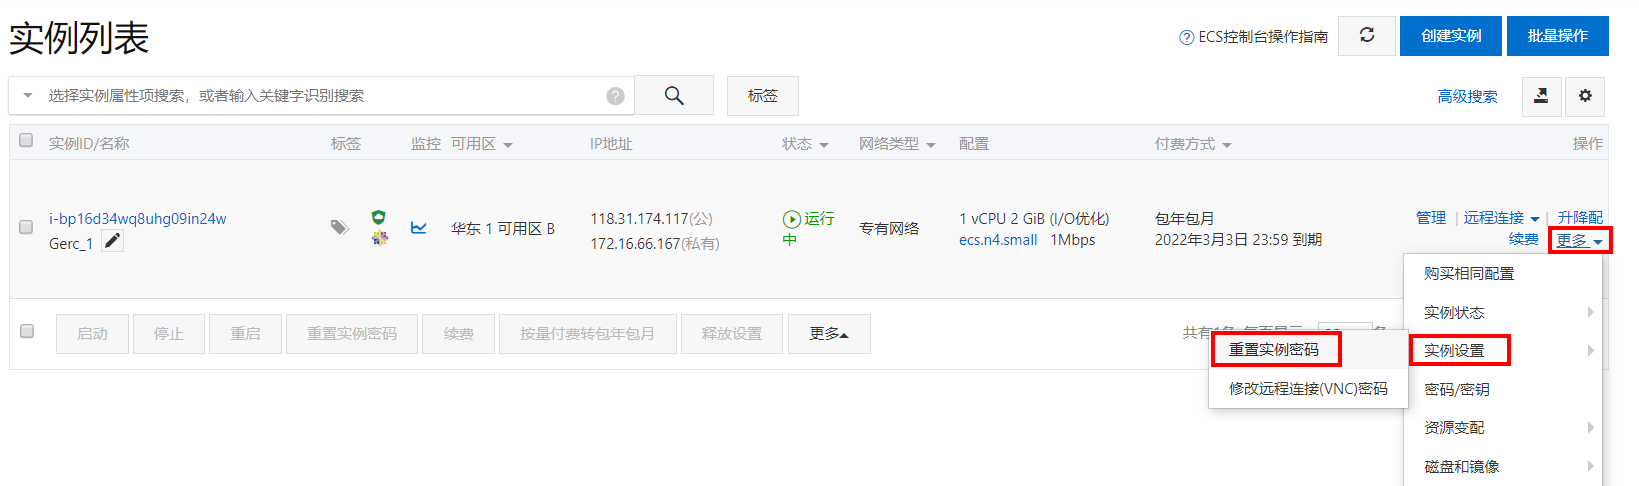 实例列表
ECS控制台操作指南
创建实例
批量操作
选择实例属性项搜索，或者输入关键字识别搜索
标签
高级搜索
实例ID/名称 标签 监控 可用区 IP地址 状态 网络类型 配置 付费方式 操作
i-bp16d34wq8uhg09in24w
Gerc_1
华东 1 可用区 B
118.31.174.117(公)
172.16.66.167(私有)
运行
中
专有网络
1 vCPU 2 GiB (I/O优化)
ecs.n4.small 1Mbps
包年包月
2022年3月3日 23:59 到期
管理 | 远程连接 | 升降配
续费 更多
启动 停止 重启 重置实例密码 续费 按量付费转包年包月 释放设置 更多
购买相同配置
实例状态
实例设置
密码/密钥
资源变配
磁盘和镜像
重置实例密码
修改远程连接(VNC)密码